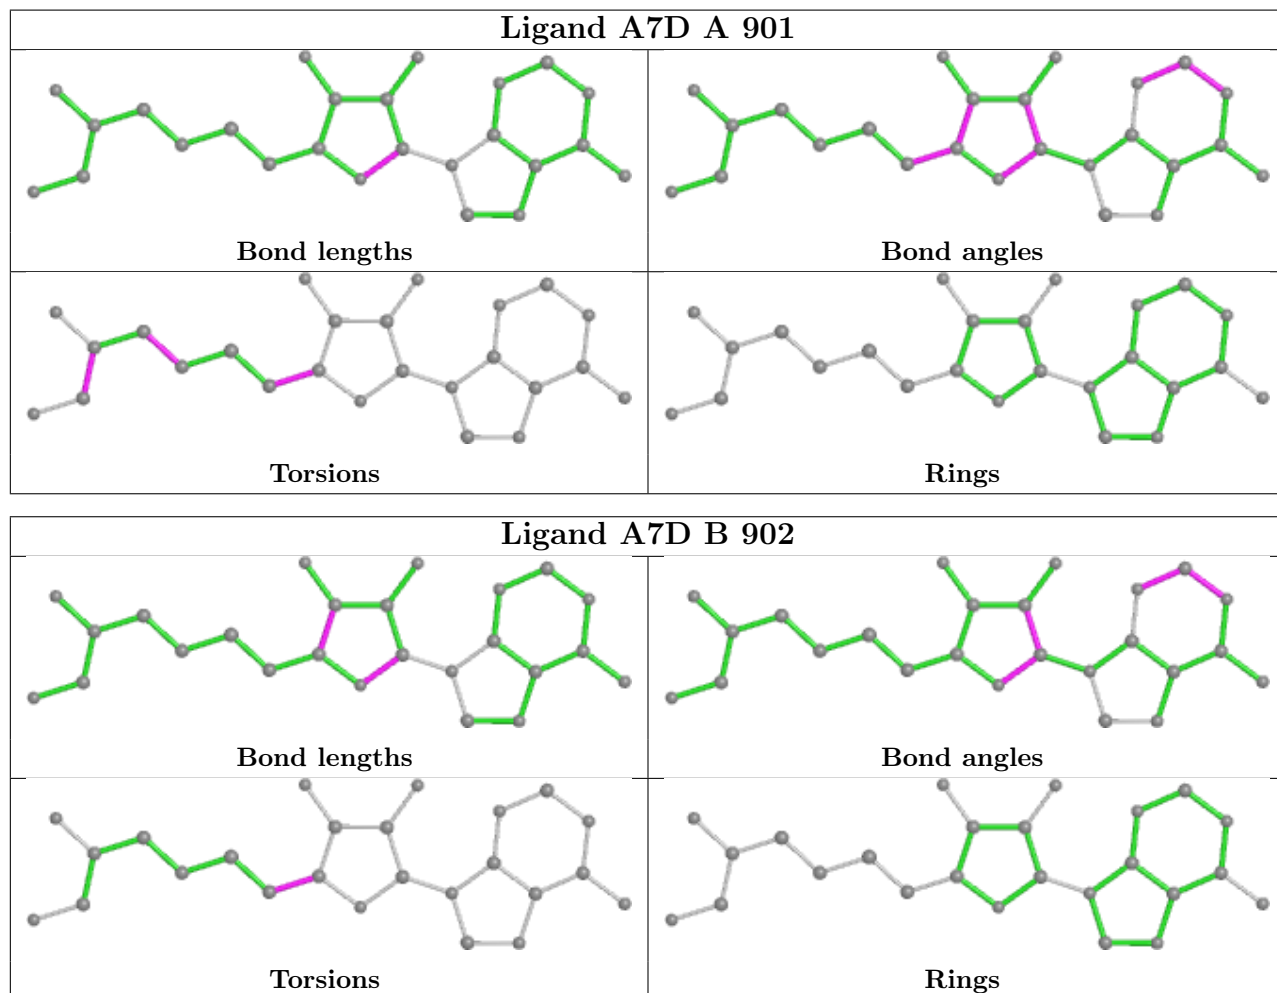 Ligand A7D A 901
Bond lengths
Bond angles
Torsions
Rings
Ligand A7D B 902
Bond lengths
Bond angles
Torsions
Rings